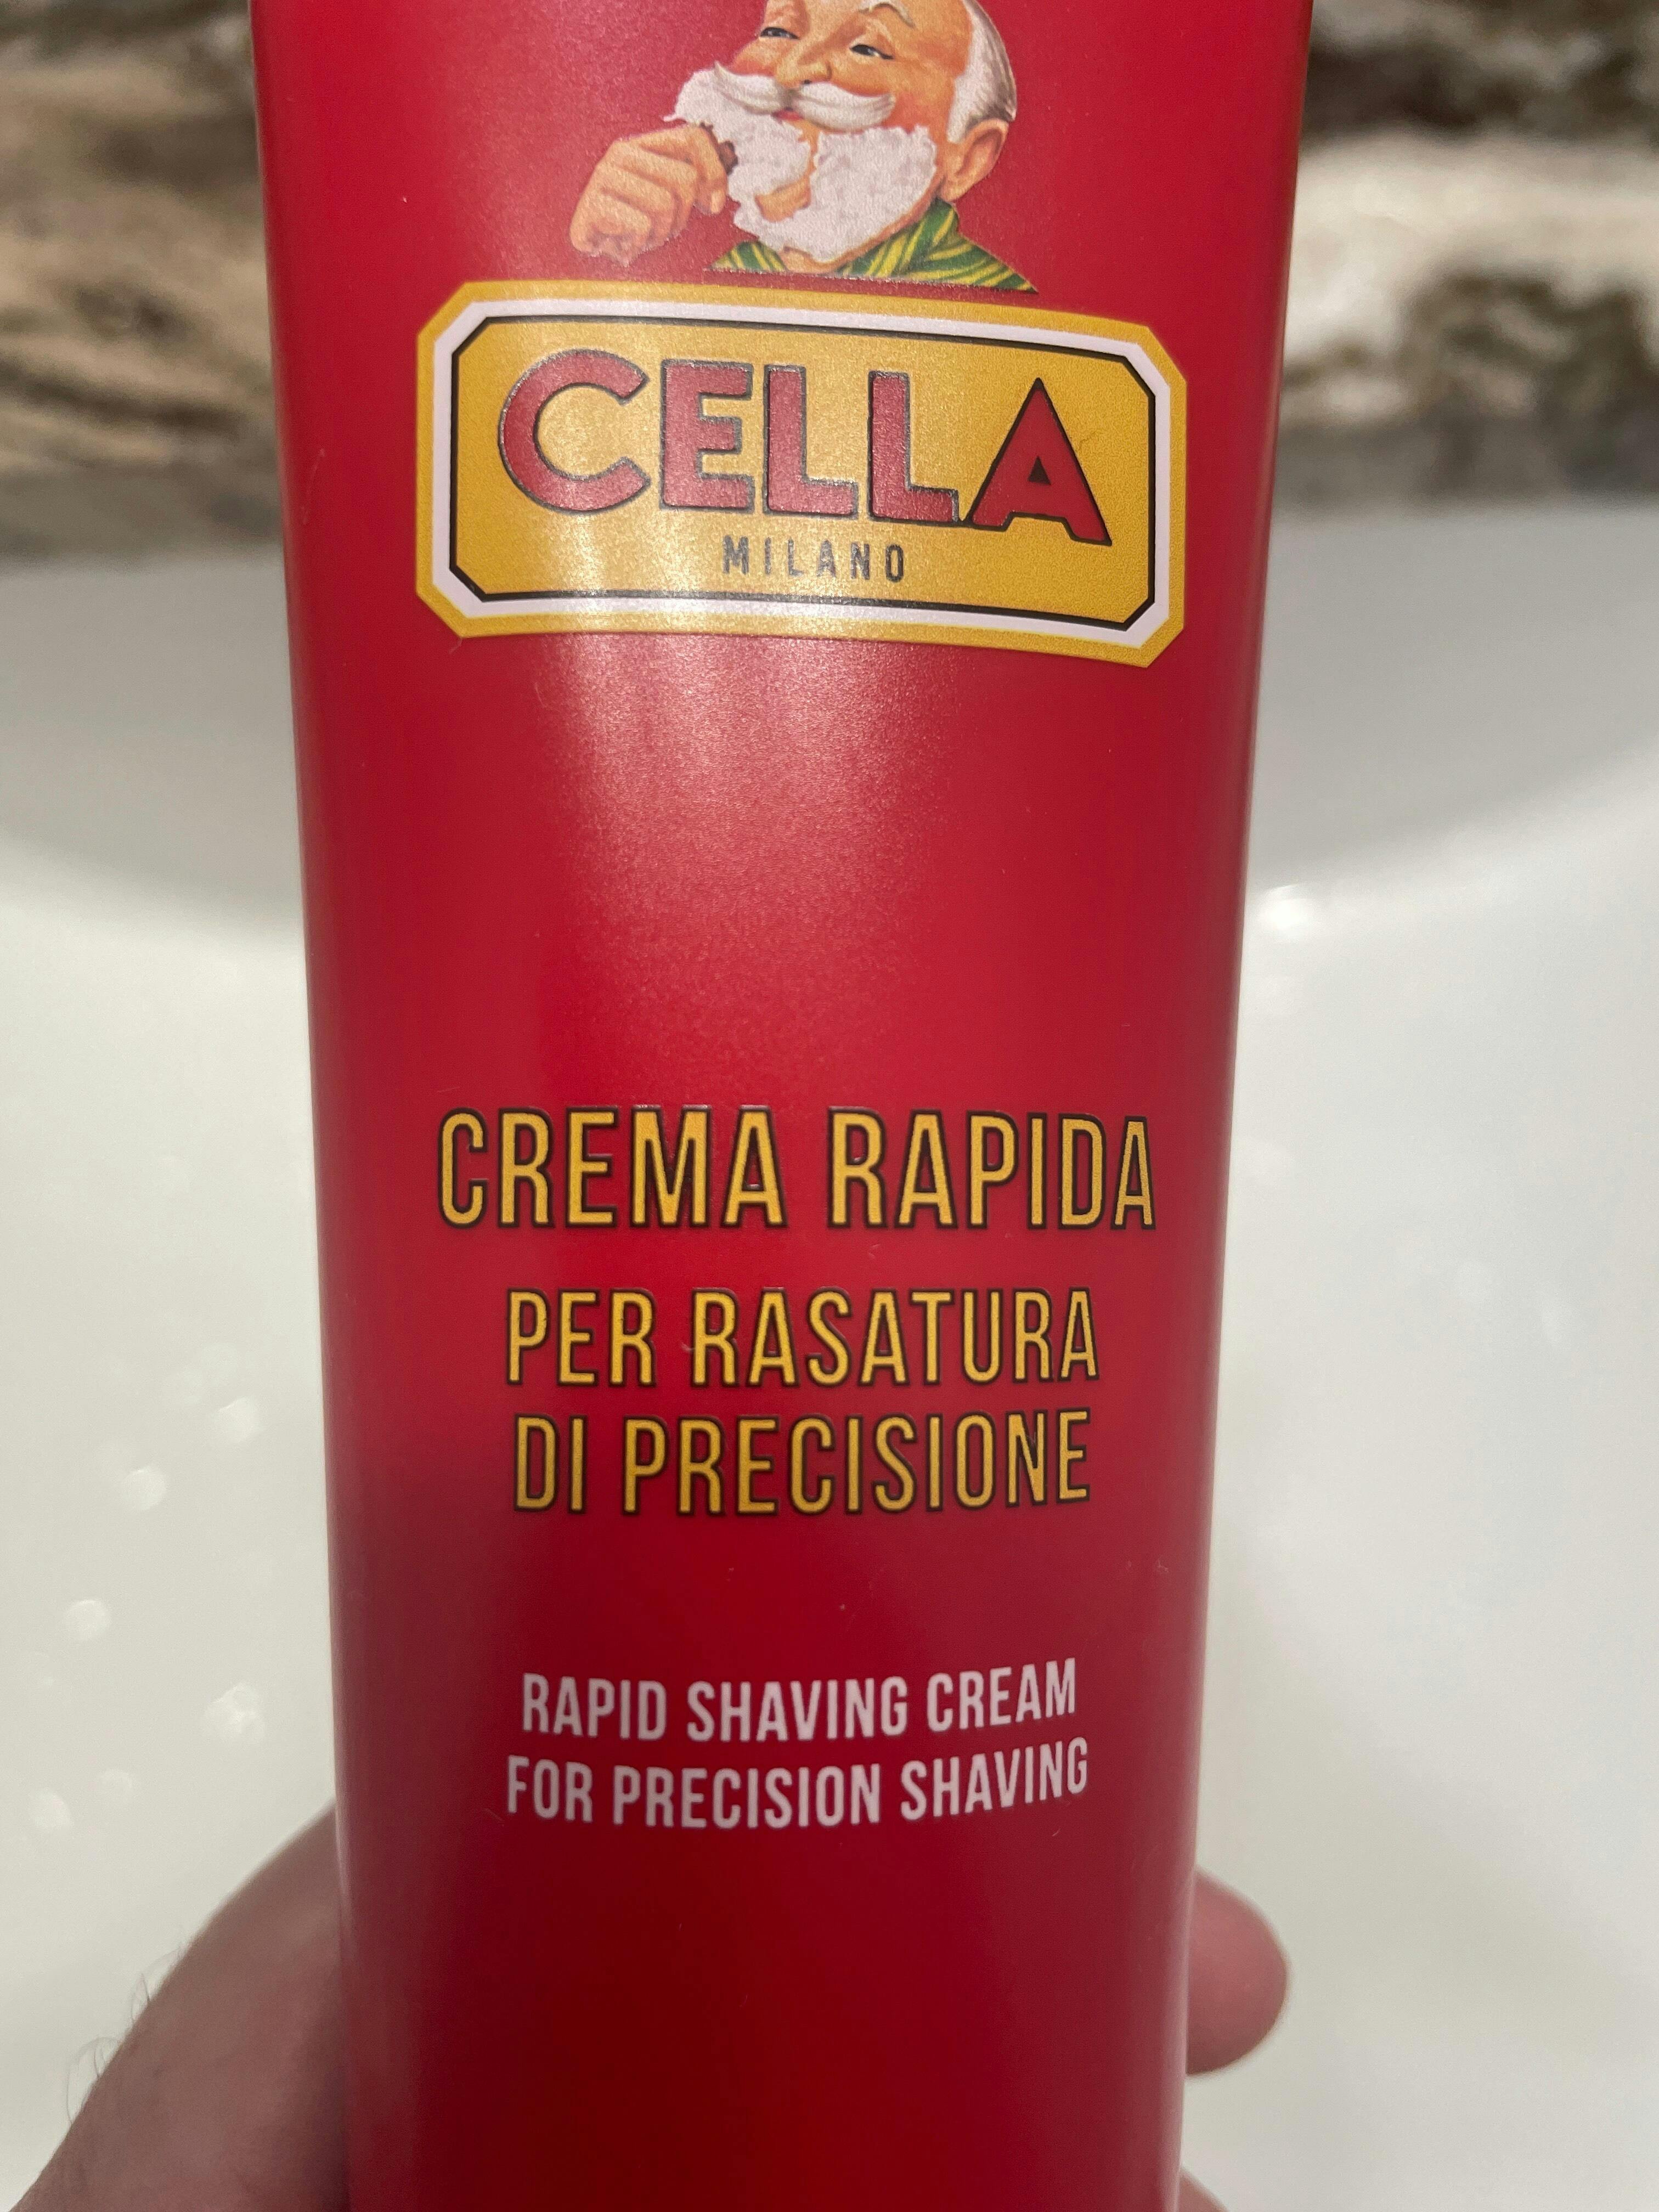 CELLA
MILANO
CREMA RAPIDA
PER RASATURA
DI PRECISIONE
RAPID SHAVING CREAM
FOR PRECISION SHAVING